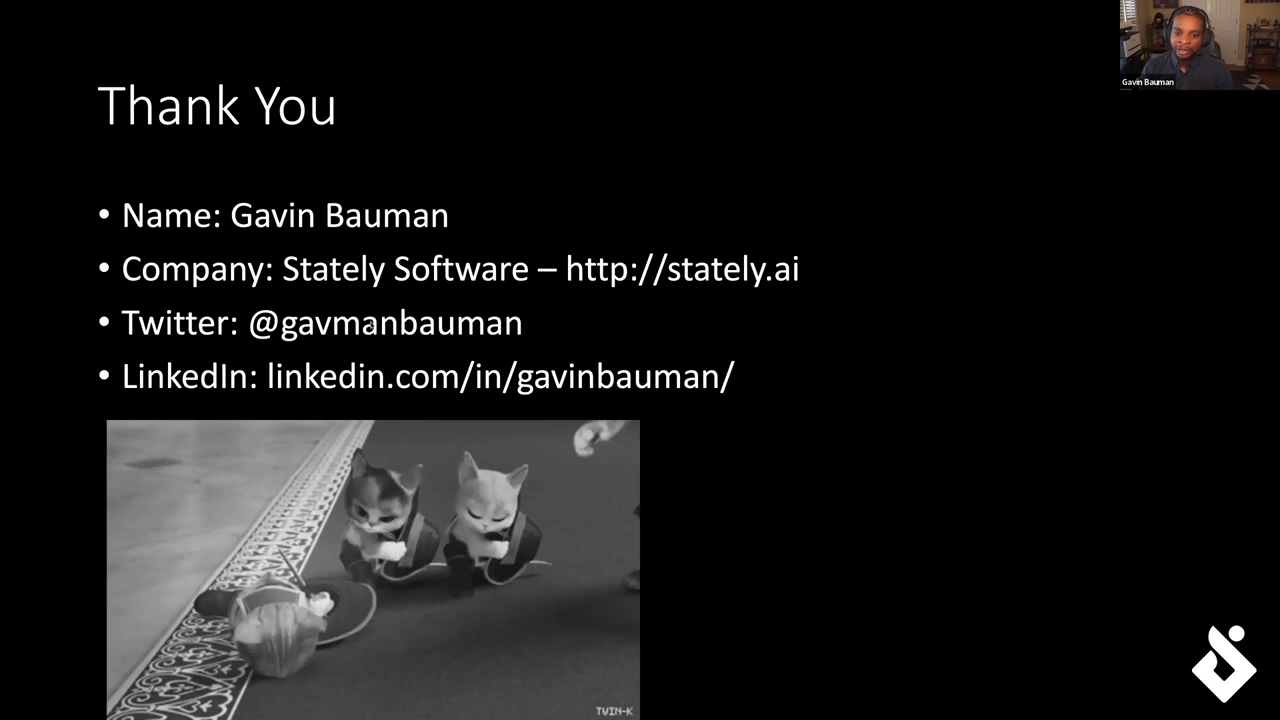 Gavin Bauman
Thank You
• Name: Gavin Bauman
• Company: Stately Software – http://stately.ai
• Twitter: @gavmanbauman
• LinkedIn: linkedin.com/in/gavinbauman/
TWIN-K